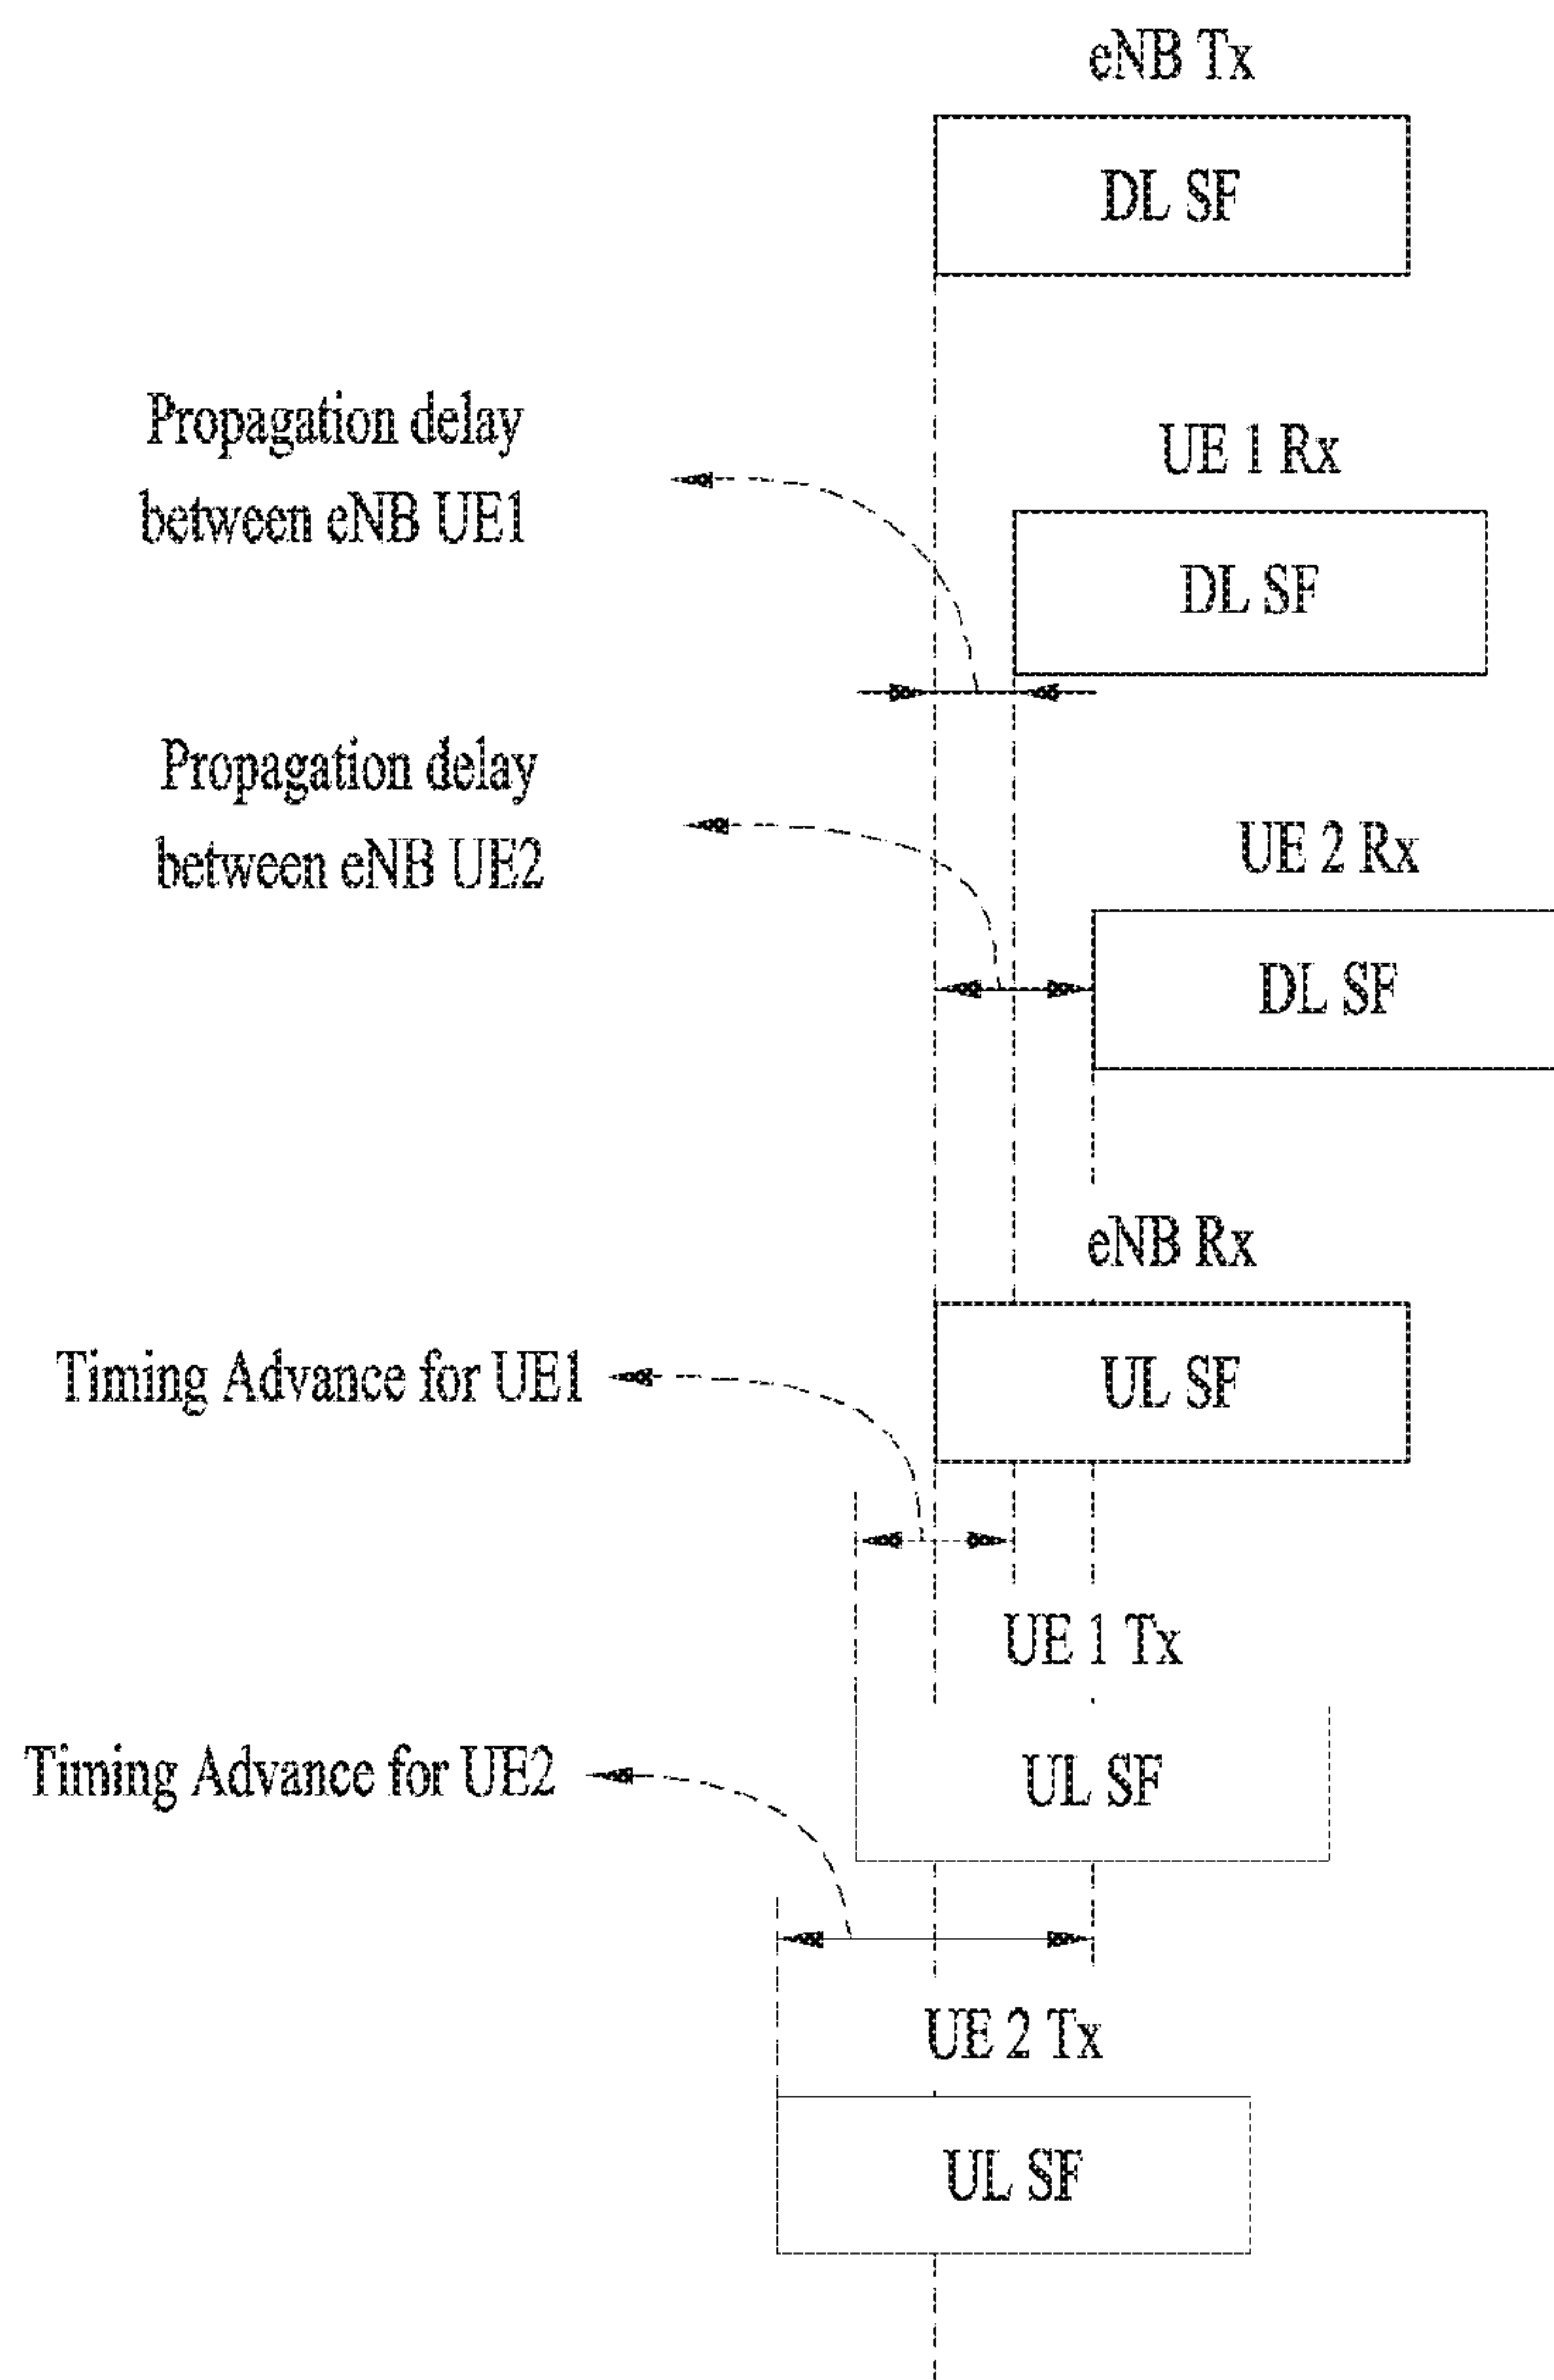 eNB Tx
DL SF
Propagation delay
between eNB UE1
UE 1 Rx
DL SF
Propagation delay
between eNB UE2
UE 2 Rx
DL SF
eNB Rx
UL SF
Timing Advance for UE1
UE 1 Tx
UL SF
Timing Advance for UE2
UE 2 Tx
UL SF